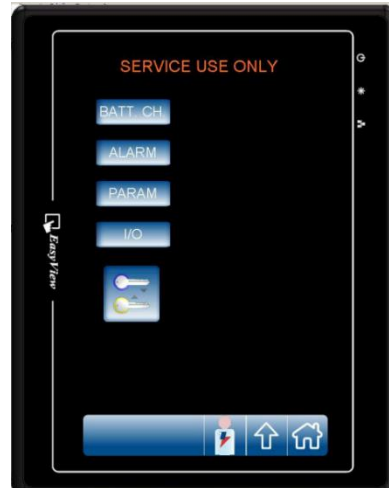 SERVICE USE ONLY
BATT. CH.
ALARM
PARAM
I/O
EasyView